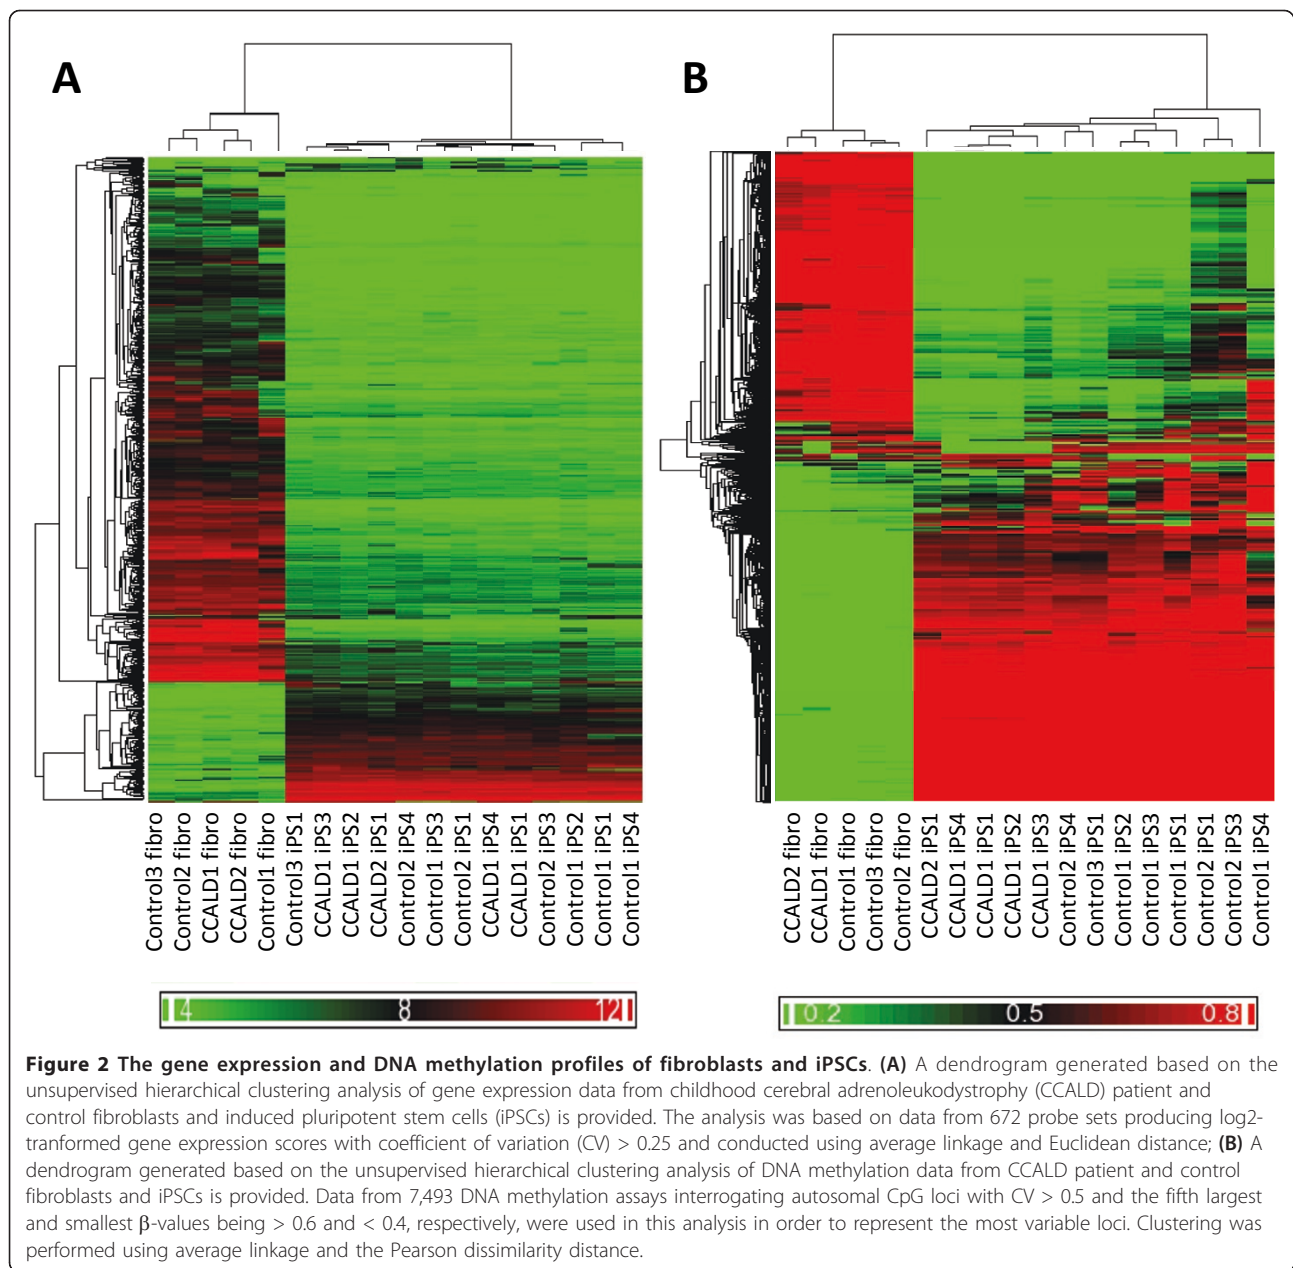 A
B
Control3 fibro
Control2 fibro
CCALD1 fibro
CCALD2 fibro
Control1 fibro
Control3 iPS1
CCALD1 iPS3
CCALD1 iPS2
CCALD2 iPS1
Control2 iPS4
Control1 iPS3
Control2 iPS1
CCALD1 iPS4
CCALD1 iPS1
Control2 iPS3
Control1 iPS2
Control1 iPS1
Control1 iPS4
CCALD2 fibro
CCALD1 fibro
Control1 fibro
Control3 fibro
Control2 fibro
CCALD2 iPS1
CCALD1 iPS4
CCALD1 iPS1
CCALD1 iPS2
CCALD1 iPS3
Control2 iPS4
Control3 iPS1
Control1 iPS2
Control1 iPS3
Control1 iPS1
Control2 iPS1
Control2 iPS3
Control1 iPS4
4 8 12
0.2 0.5 0.8
Figure 2 The gene expression and DNA methylation profiles of fibroblasts and iPSCs. (A) A dendrogram generated based on the
unsupervised hierarchical clustering analysis of gene expression data from childhood cerebral adrenoleukodystrophy (CCALD) patient and
control fibroblasts and induced pluripotent stem cells (iPSCs) is provided. The analysis was based on data from 672 probe sets producing log2-
tranformed gene expression scores with coefficient of variation (CV) > 0.25 and conducted using average linkage and Euclidean distance; (B) A
dendrogram generated based on the unsupervised hierarchical clustering analysis of DNA methylation data from CCALD patient and control
fibroblasts and iPSCs is provided. Data from 7,493 DNA methylation assays interrogating autosomal CpG loci with CV > 0.5 and the fifth largest
and smallest β-values being > 0.6 and < 0.4, respectively, were used in this analysis in order to represent the most variable loci. Clustering was
performed using average linkage and the Pearson dissimilarity distance.